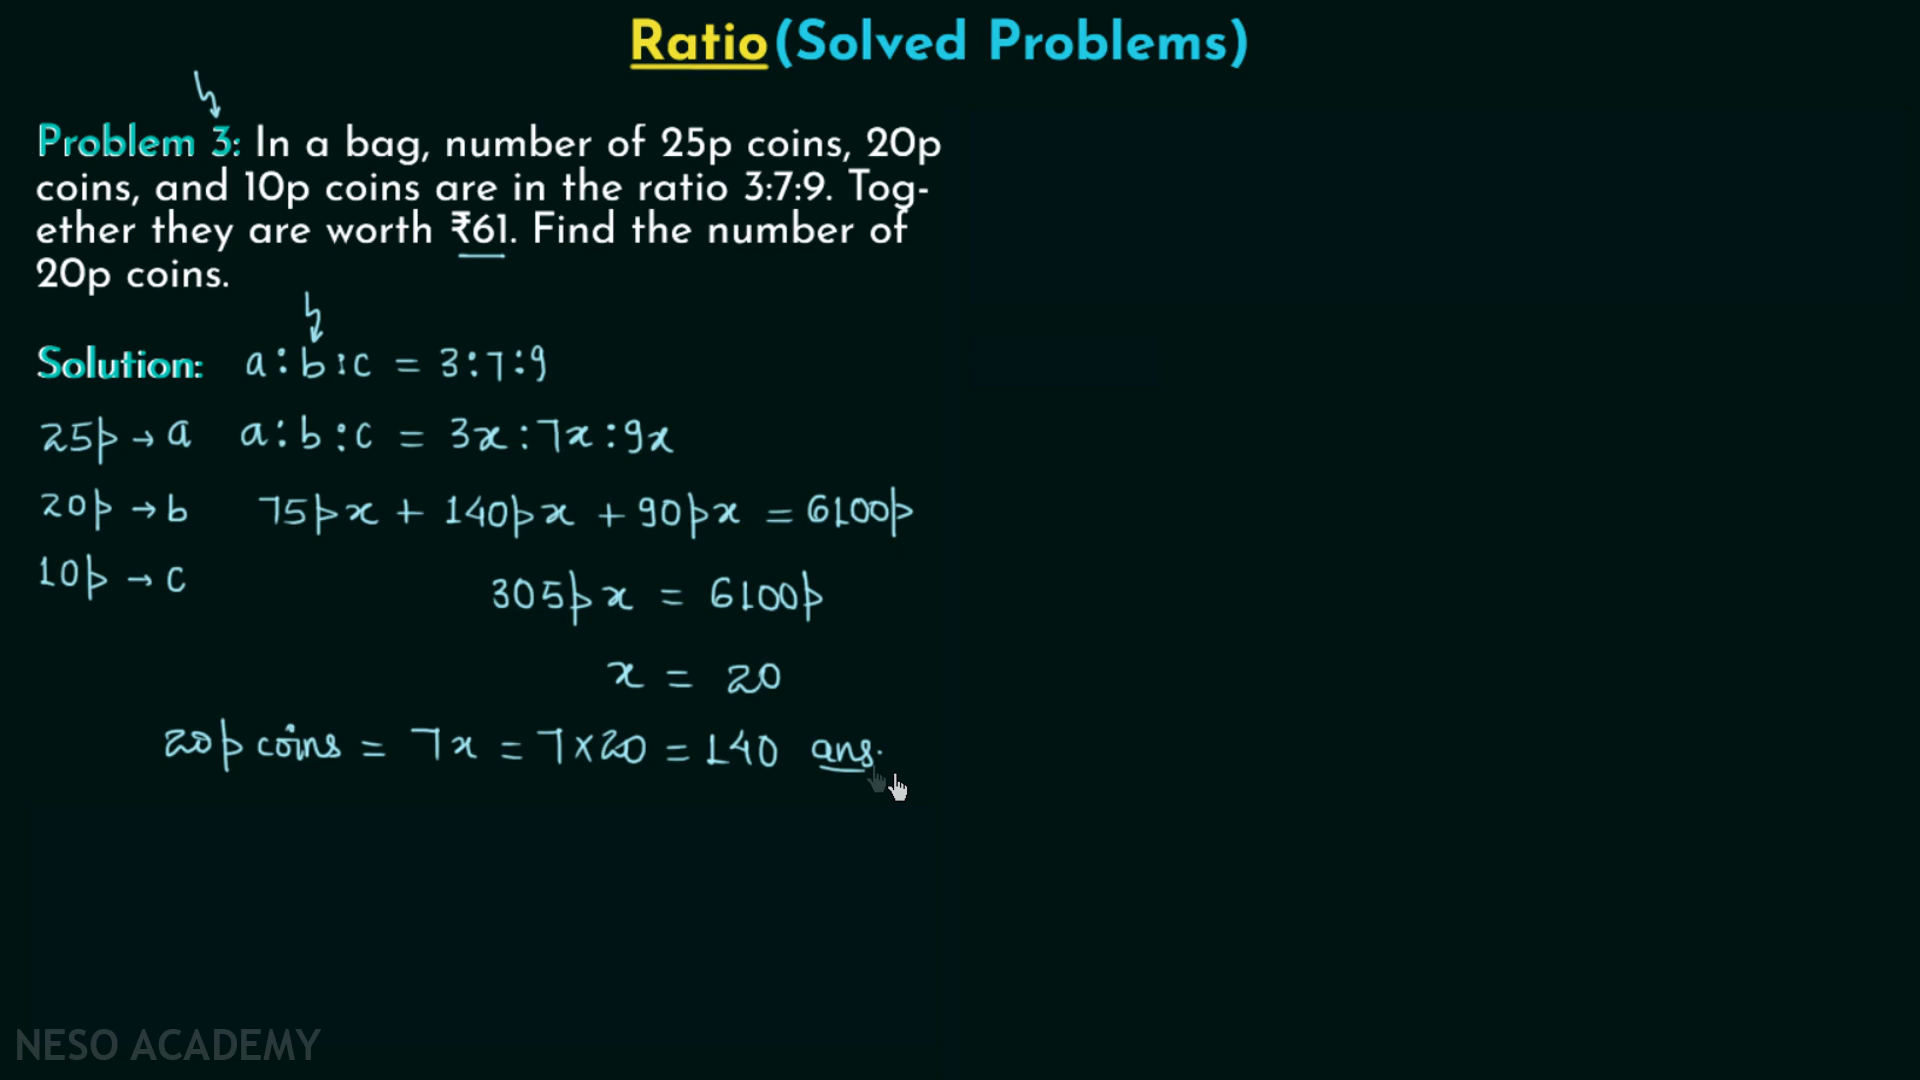 Ratio(Solved Problems)
Problem 3: In a bag, number of 25p coins, 20p
coins, and 10p coins are in the ratio 3:7:9. Tog-
ether they are worth ₹61. Find the number of
20p coins.
Solution: a:b:c = 3:7:9
25p → a a:b:c = 3x:7x:9x
20p → b 75px + 140px + 90px = 6100p
10p → c
305px = 6100p
x = 20
20p coins = 7x = 7×20 = 140 ans.
NESO ACADEMY